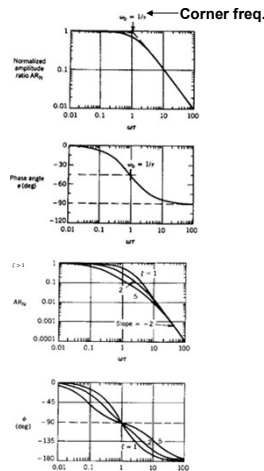 ω_b = 1/τ
Corner freq.
1
0.1
0.01
Normalized
amplitude
ratio AR_N
0.01 0.1 1 10 100
ωτ
0
-30
-60
-90
-120
Phase angle
φ (deg)
ω_b = 1/τ
0.01 0.1 1 10 100
ωτ
ζ > 1
1
0.1
0.01
0.001
0.0001
AR_N
ζ = 1
2
5
Slope = -2
0.01 0.1 1 10 100
ωτ
0
-45
-90
-135
-180
φ
(deg)
ζ = 1
2
5
0.01 0.1 1 10 100
ωτ